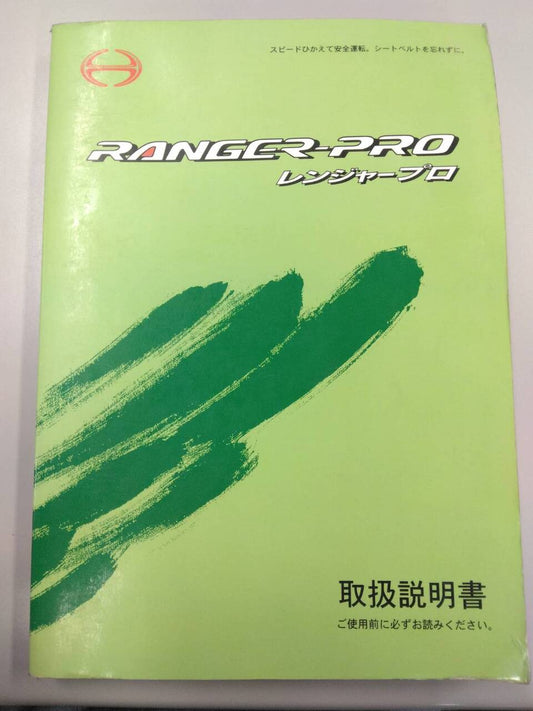 スピードひかえて安全運転。シートベルトを忘れずに。
RANGER-PRO
レンジャープロ
取扱説明書
ご使用前に必ずお読みください。